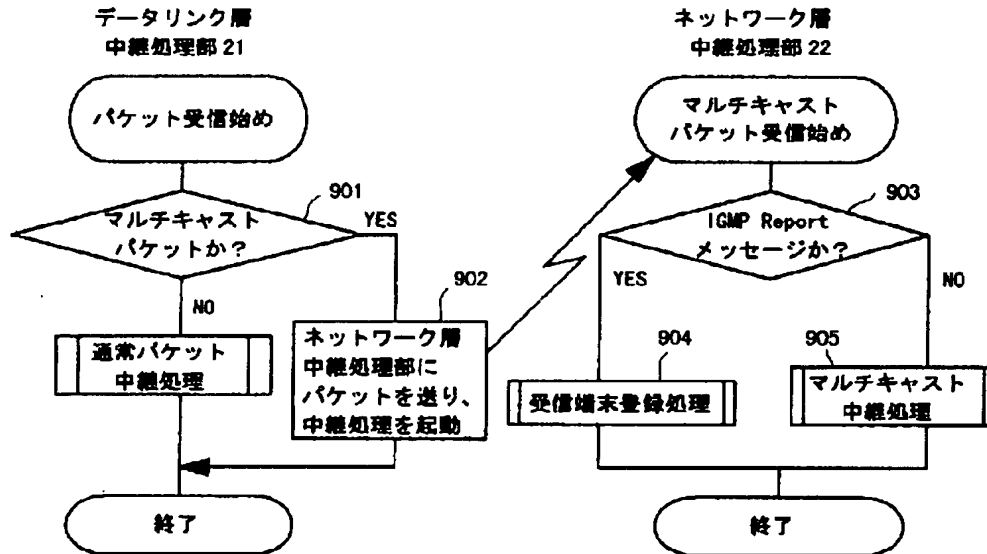 データリンク層
中継処理部 21
パケット受信始め
901
マルチキャスト
パケットか？
YES
NO
902
通常パケット
中継処理
ネットワーク層
中継処理部に
パケットを送り、
中継処理を起動
終了
ネットワーク層
中継処理部 22
マルチキャスト
パケット受信始め
903
IGMP Report
メッセージか？
YES
NO
904
受信端末登録処理
905
マルチキャスト
中継処理
終了